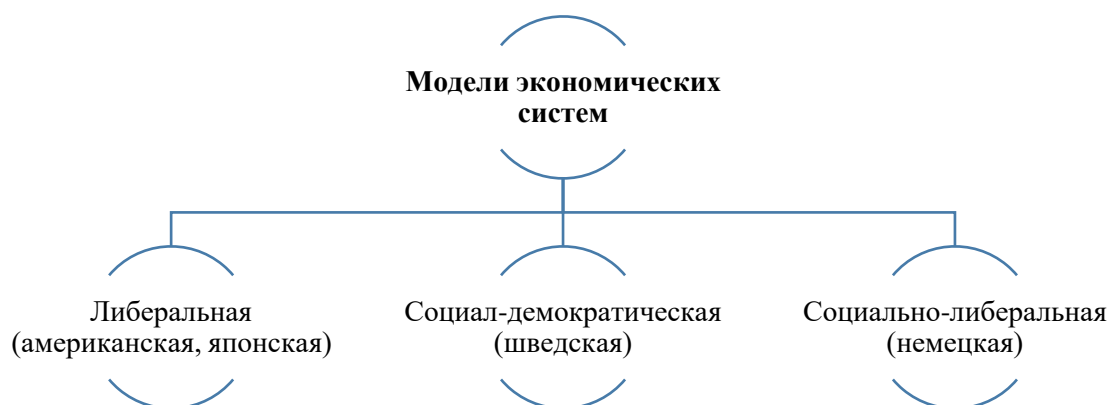 Модели экономических
систем
Либеральная
(американская, японская)
Социал-демократическая
(шведская)
Социально-либеральная
(немецкая)